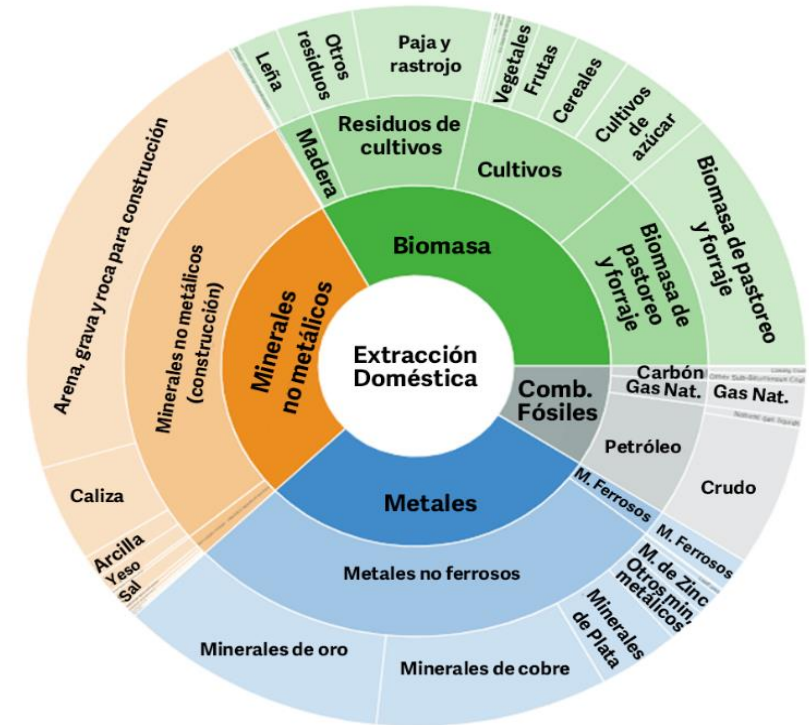 Extracción
Doméstica
Biomasa
Madera
Residuos de
cultivos
Cultivos
Biomasa de
pastoreo
y forraje
Leña
Otros
residuos
Paja y
rastrojo
Vegetales
Frutas
Cereales
Cultivos
de
azúcar
Biomasa de pastoreo
y forraje
Comb.
Fósiles
Carbón
Gas Nat.
Petróleo
Gas Nat.
Crudo
Metales
M. Ferrosos
Metales no ferrosos
M. Ferrosos
M. de Zinc
Otros min,
metálicos
Minerales
de Plata
Minerales de cobre
Minerales de oro
Minerales
no metálicos
Minerales no metálicos
(construcción)
Arena, grava y roca para construcción
Caliza
Arcilla
Yeso
Sal